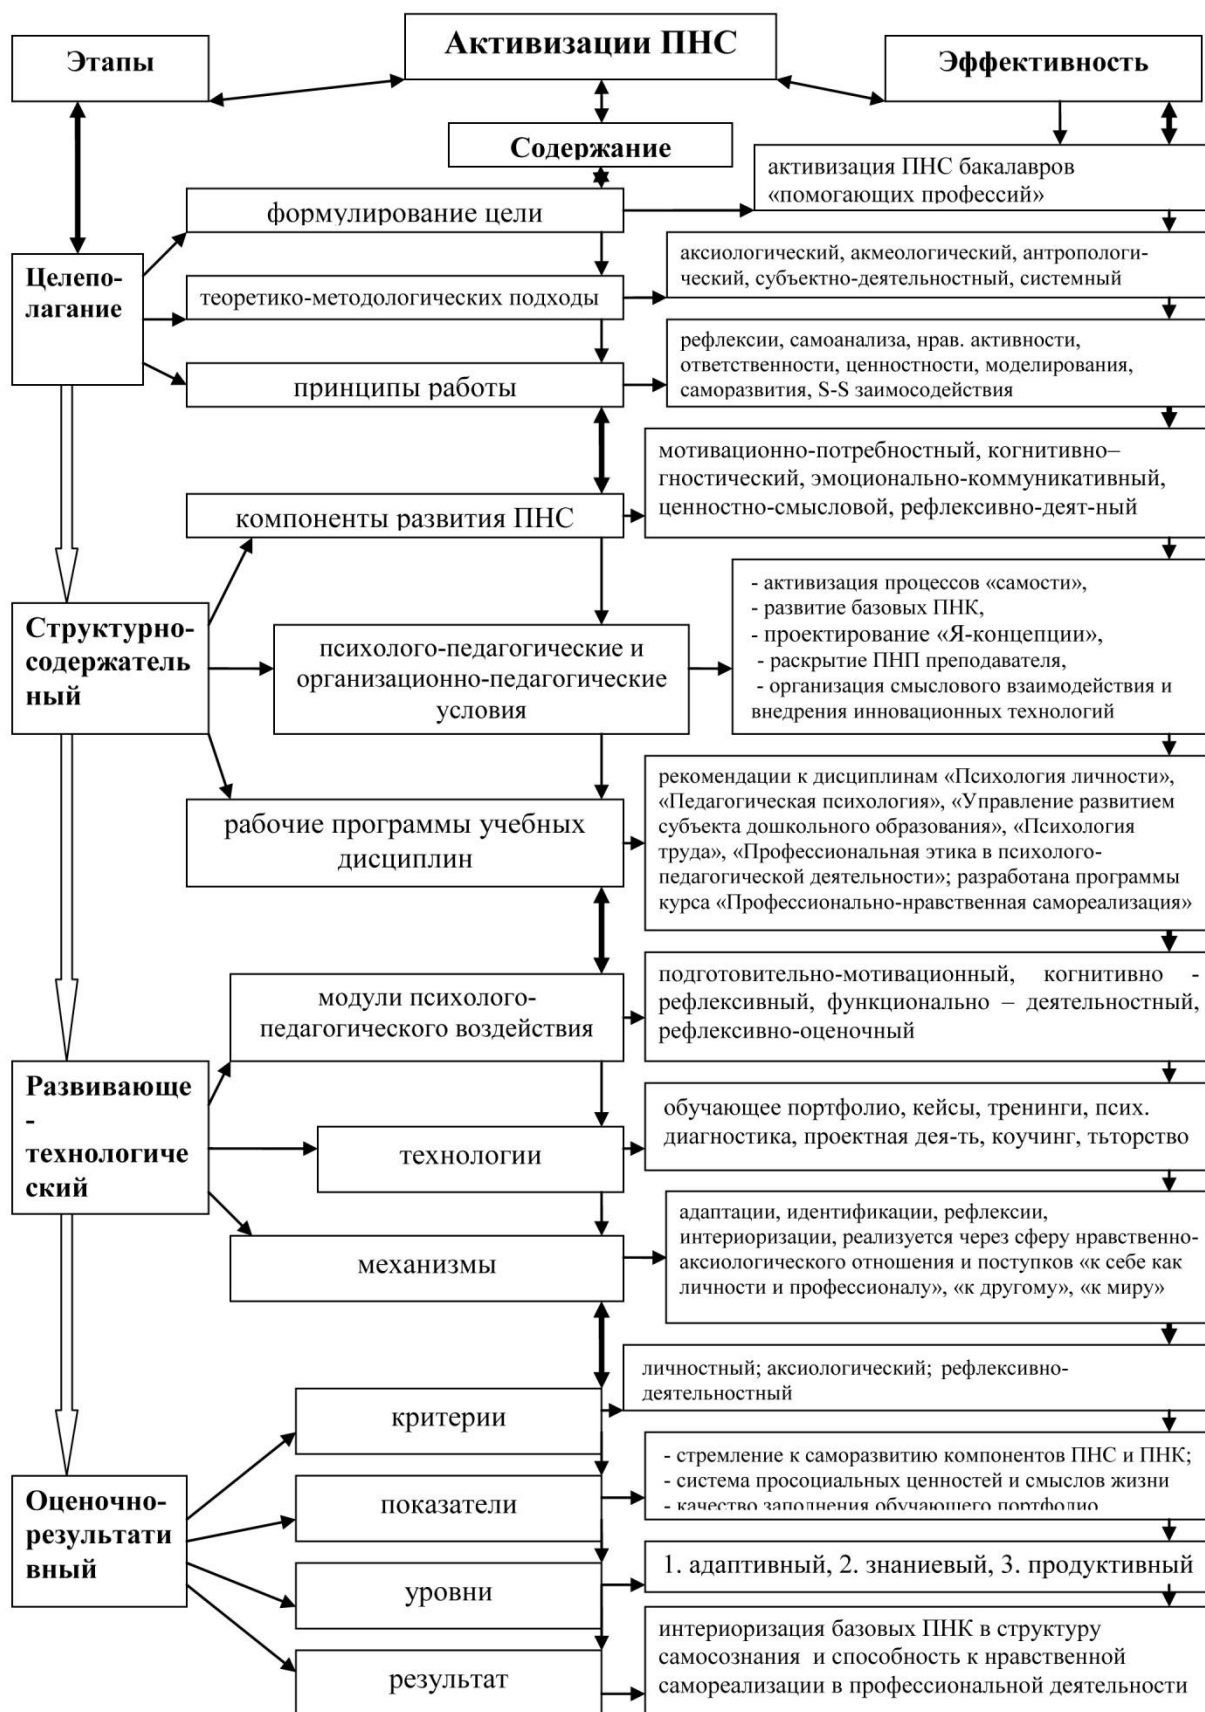 Активизации ПНС
Этапы
Эффективность
Содержание
активизация ПНС бакалавров
«помогающих профессий»
формулирование цели
Целепо-
лагание
аксиологический, акмеологический, антропологи-
ческий, субъектно-деятельностный, системный
теоретико-методологических подходы
рефлексии, самоанализа, нрав. активности,
ответственности, ценностности, моделирования,
саморазвития, S-S заимосодействия
принципы работы
мотивационно-потребностный, когнитивно–
гностический, эмоционально-коммуникативный,
ценностно-смысловой, рефлексивно-деят-ный
компоненты развития ПНС
Структурно-
содержатель
ный
психолого-педагогические и
организационно-педагогические
условия
- активизация процессов «самости»,
- развитие базовых ПНК,
- проектирование «Я-концепции»,
- раскрытие ПНП преподавателя,
- организация смыслового взаимодействия и
внедрения инновационных технологий
рабочие программы учебных
дисциплин
рекомендации к дисциплинам «Психология личности»,
«Педагогическая психология», «Управление развитием
субъекта дошкольного образования», «Психология
труда», «Профессиональная этика в психолого-
педагогической деятельности»; разработана программы
курса «Профессионально-нравственная самореализация»
модули психолого-
педагогического воздействия
подготовительно-мотивационный, когнитивно -
рефлексивный, функционально – деятельностный,
рефлексивно-оценочный
Развивающе
-
технологиче
ский
технологии
обучающее портфолио, кейсы, тренинги, псих.
диагностика, проектная дея-ть, коучинг, тьторство
механизмы
адаптации, идентификации, рефлексии,
интериоризации, реализуется через сферу нравственно-
аксиологического отношения и поступков «к себе как
личности и профессионалу», «к другому», «к миру»
критерии
личностный; аксиологический; рефлексивно-
деятельностный
Оценочно-
результати
вный
показатели
- стремление к саморазвитию компонентов ПНС и ПНК;
- система просоциальных ценностей и смыслов жизни
- качество заполнения обучающего портфолио
уровни
1. адаптивный, 2. знаниевый, 3. продуктивный
результат
интериоризация базовых ПНК в структуру
самосознания и способность к нравственной
самореализации в профессиональной деятельности